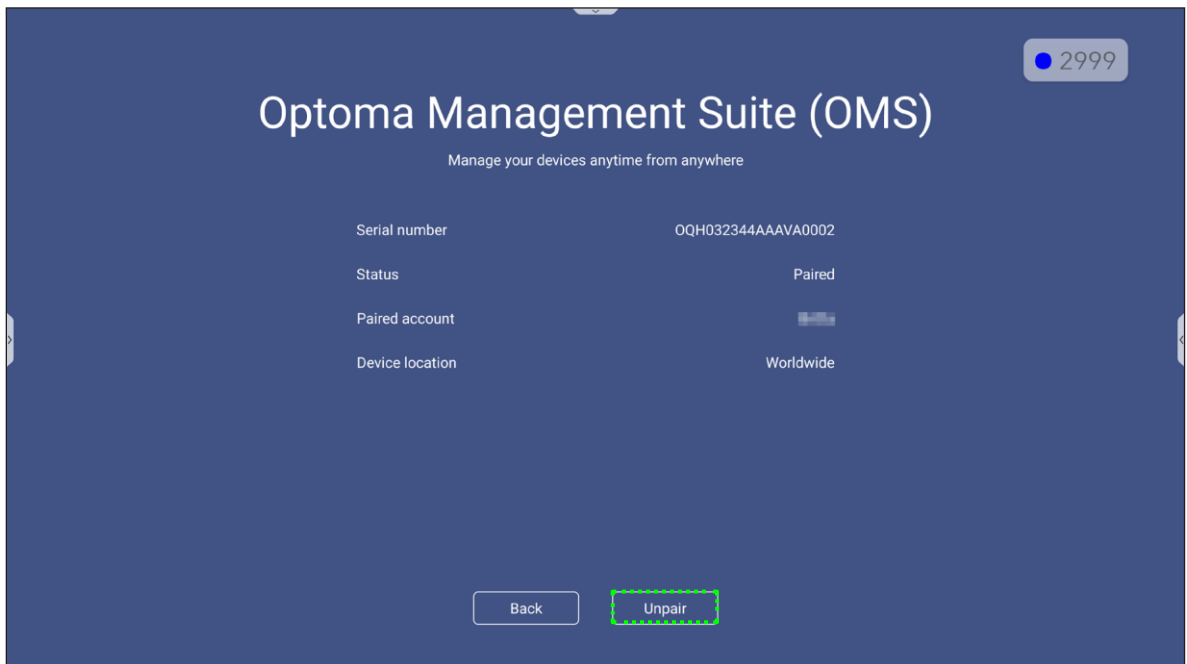 2999
Optoma Management Suite (OMS)
Manage your devices anytime from anywhere
Serial number OQH032344AAAVA0002
Status Paired
Paired account
Device location Worldwide
Back Unpair